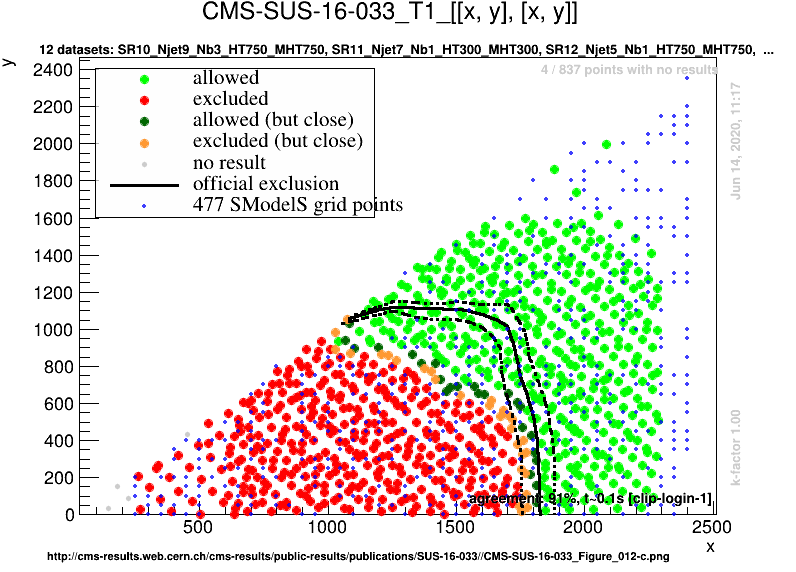 CMS-SUS-16-033_T1_[[x, y], [x, y]]
12 datasets: SR10_Njet9_Nb3_HT750_MHT750, SR11_Njet7_Nb1_HT300_MHT300, SR12_Njet5_Nb1_HT750_MHT750, ...
y
4 / 837 points with no results
allowed
excluded
allowed (but close)
excluded (but close)
no result
official exclusion
477 SModelS grid points
Jun 14, 2020, 11:17
k-factor 1.00
2400
2200
2000
1800
1600
1400
1200
1000
800
600
400
200
0
agreement: 91%, t~0.1s [clip-login-1]
500 1000 1500 2000 2500
x
http://cms-results.web.cern.ch/cms-results/public-results/publications/SUS-16-033//CMS-SUS-16-033_Figure_012-c.png